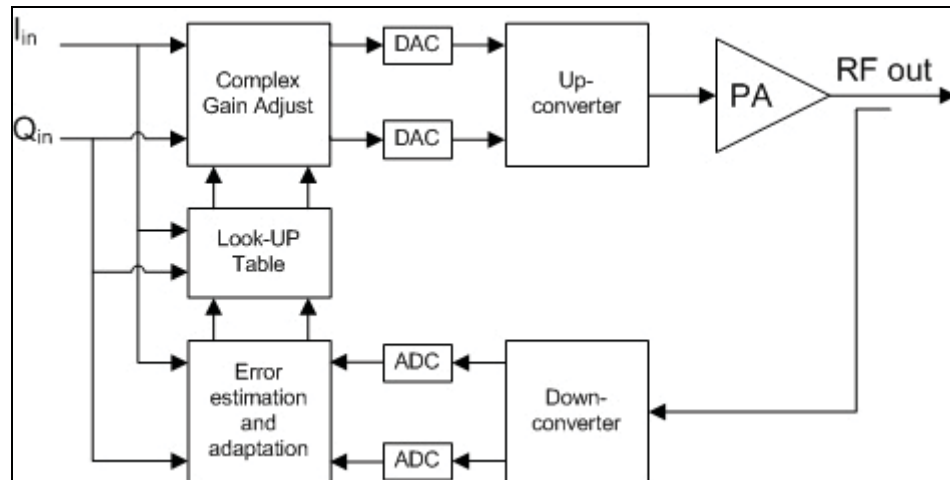 Iin
DAC
Complex
Gain Adjust
Up-
converter
PA
RF out
Qin
DAC
Look-UP
Table
ADC
Error
estimation
and
adaptation
Down-
converter
ADC